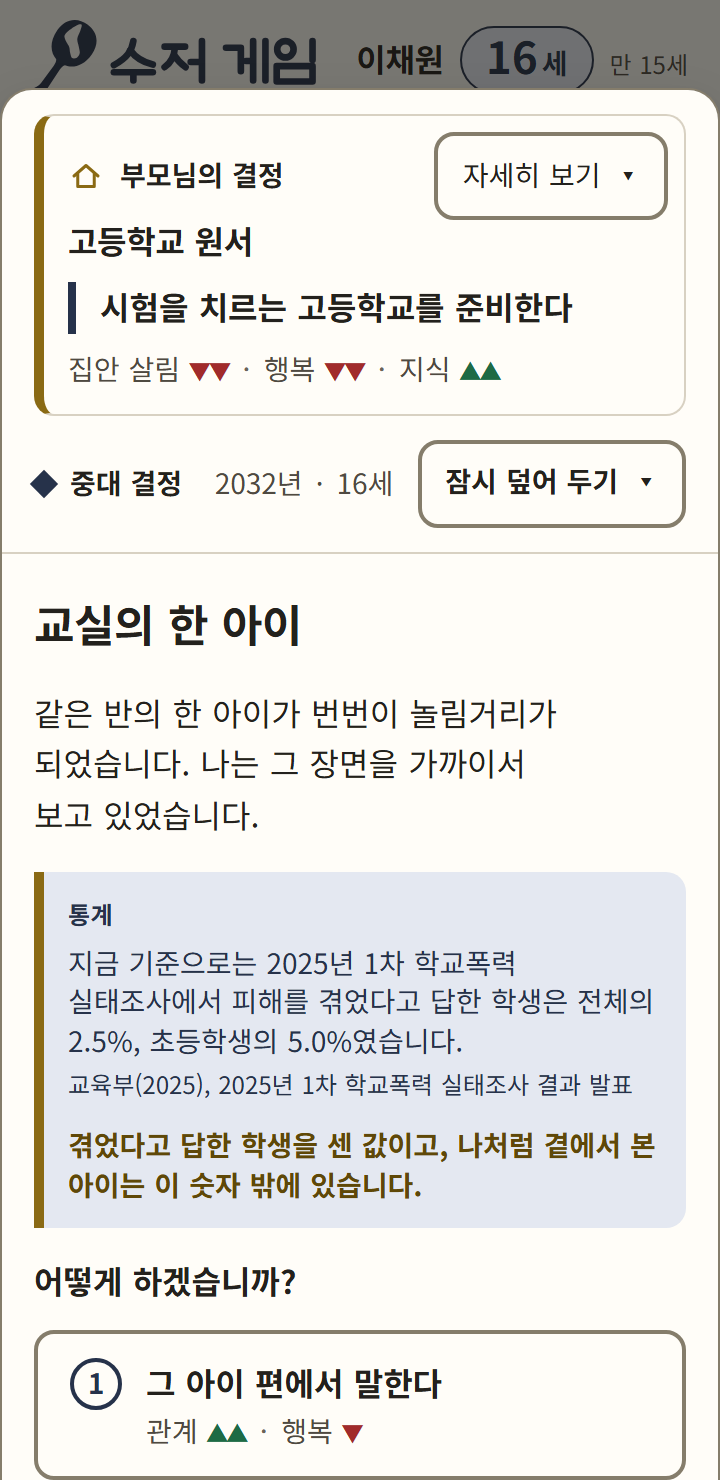 수저 게임 이채원 16세 만 15세
부모님의 결정 자세히 보기 ▼
고등학교 원서
시험을 치르는 고등학교를 준비한다
집안 살림 ▼▼ · 행복 ▼▼ · 지식 ▲▲
중대 결정 2032년 · 16세 잠시 덮어 두기 ▼
교실의 한 아이
같은 반의 한 아이가 번번이 놀림거리가
되었습니다. 나는 그 장면을 가까이서
보고 있었습니다.
통계
지금 기준으로는 2025년 1차 학교폭력
실태조사에서 피해를 겪었다고 답한 학생은 전체의
2.5%, 초등학생의 5.0%였습니다.
교육부(2025), 2025년 1차 학교폭력 실태조사 결과 발표
겪었다고 답한 학생을 센 값이고, 나처럼 곁에서 본
아이는 이 숫자 밖에 있습니다.
어떻게 하겠습니까?
1 그 아이 편에서 말한다
관계 ▲▲ · 행복 ▼